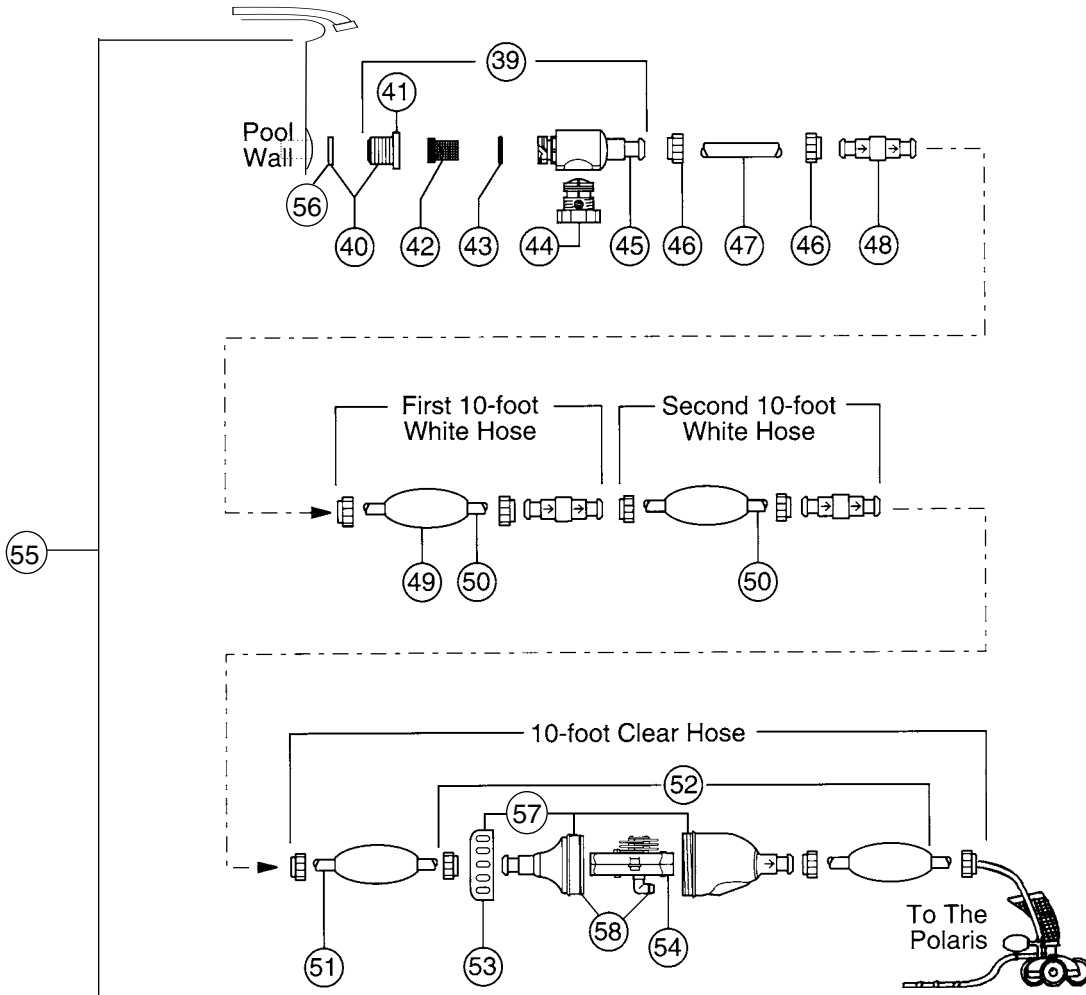 39
41
Pool
Wall
56
40
42
43
44
45
46
47
46
48
First 10-foot
White Hose
Second 10-foot
White Hose
55
49
50
50
10-foot Clear Hose
52
57
58
54
51
53
To The
Polaris